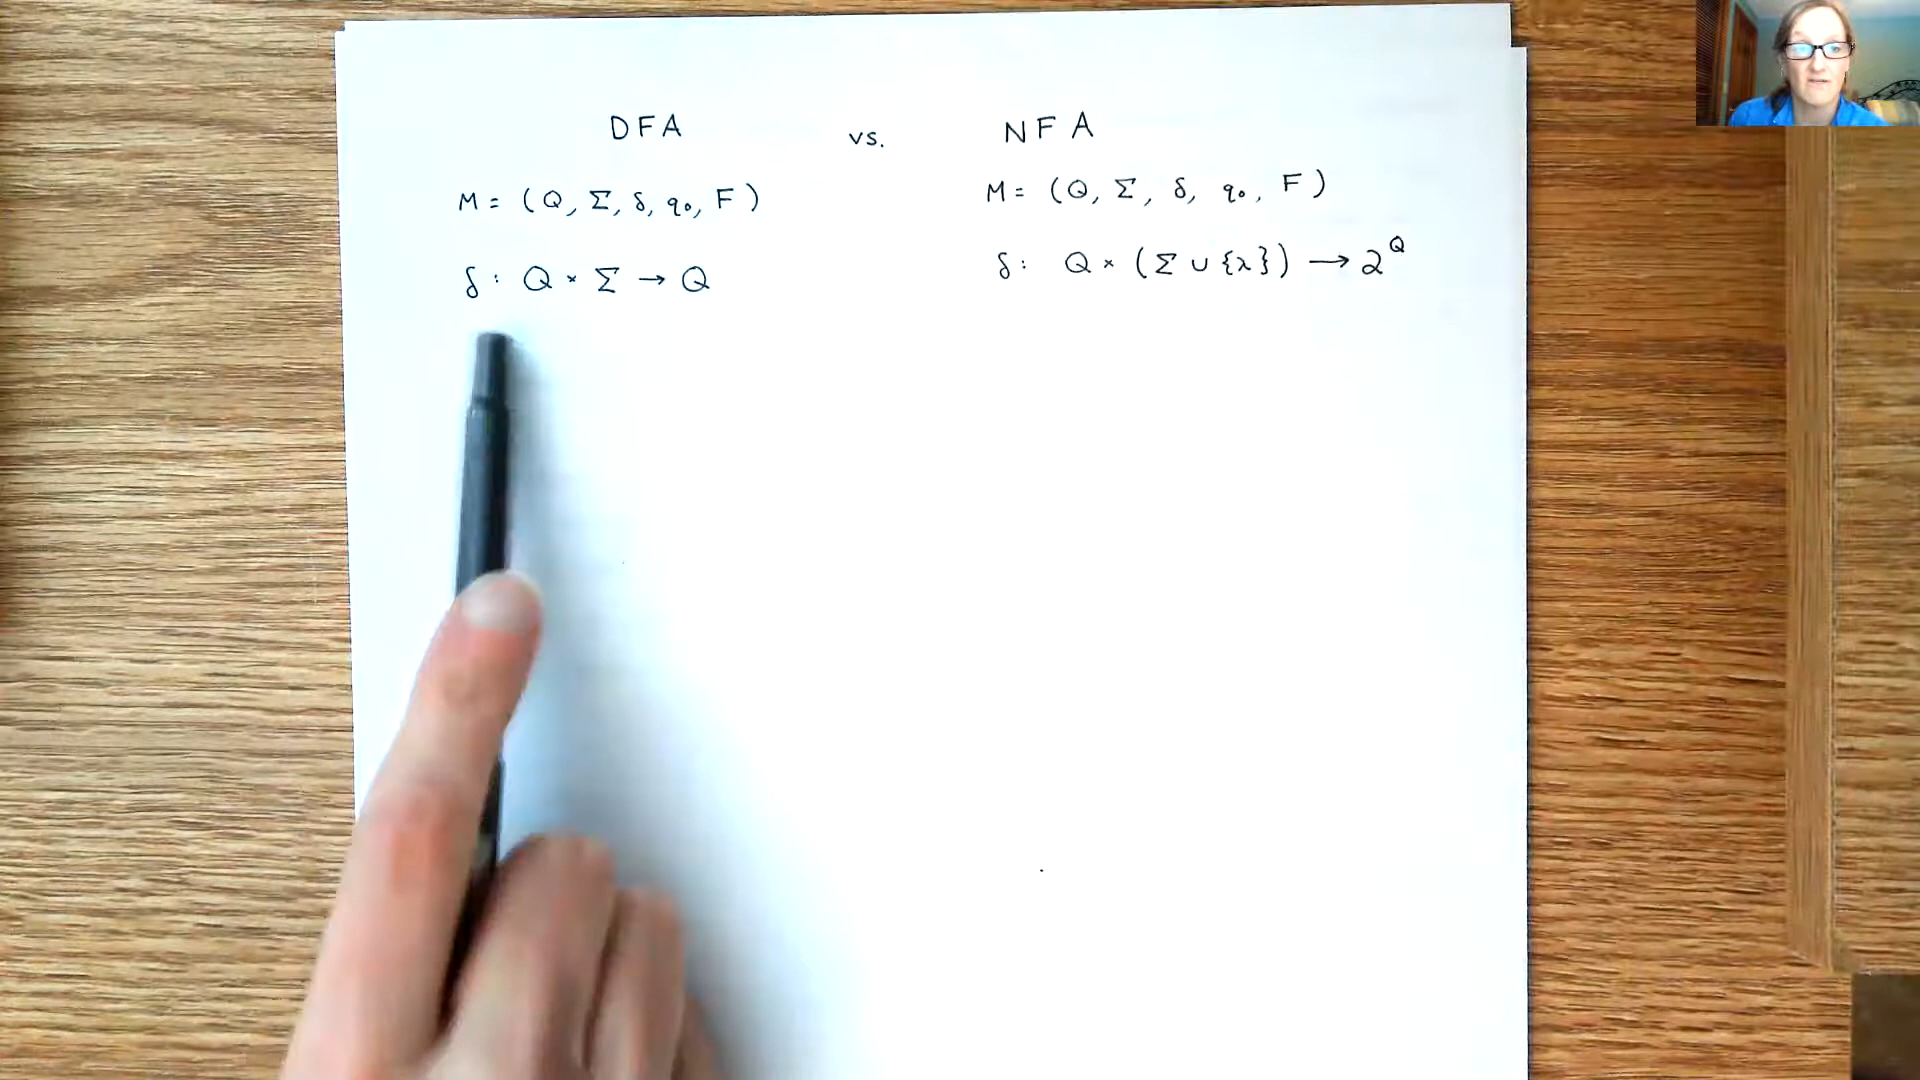 DFA vs. NFA
M = (Q, Σ, δ, q₀, F)
δ : Q × Σ → Q
M = (Q, Σ, δ, q₀, F)
δ : Q × (Σ ∪ {λ}) → 2^Q